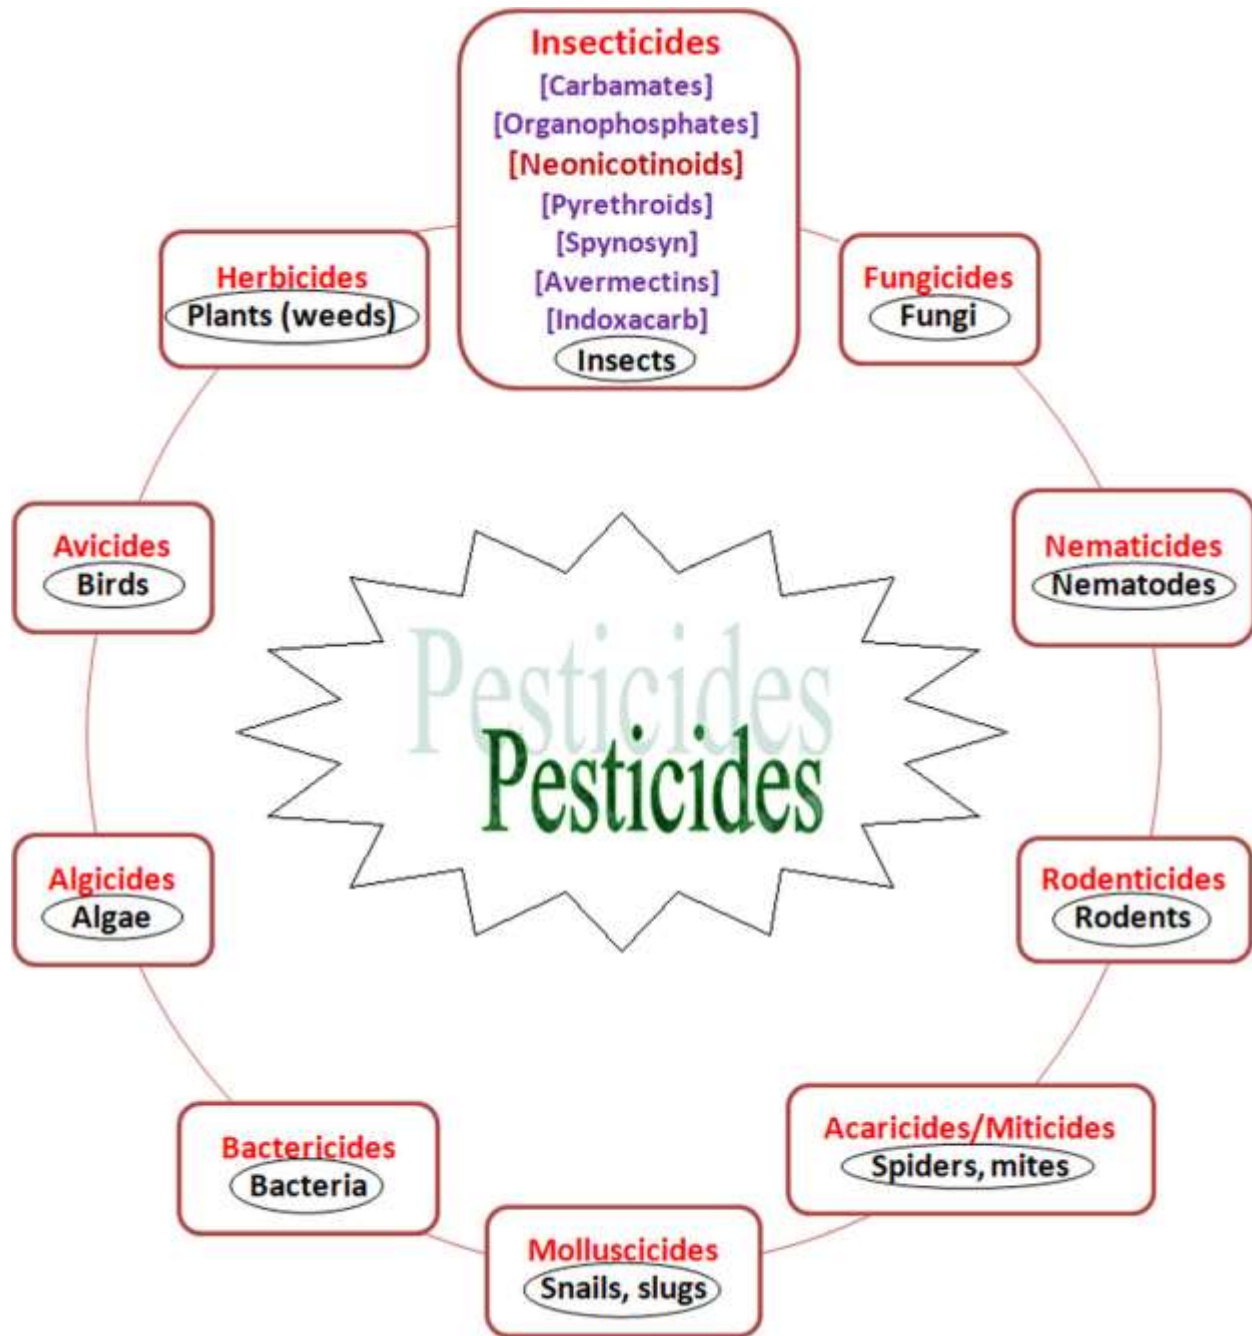 Insecticides
[Carbamates]
[Organophosphates]
[Neonicotinoids]
[Pyrethroids]
[Spynosyn]
[Avermectins]
[Indoxacarb]
Insects
Herbicides
Plants (weeds)
Fungicides
Fungi
Avicides
Birds
Nematicides
Nematodes
Pesticides
Pesticides
Algicides
Algae
Rodenticides
Rodents
Bactericides
Bacteria
Acaricides/Miticides
Spiders, mites
Molluscicides
Snails, slugs